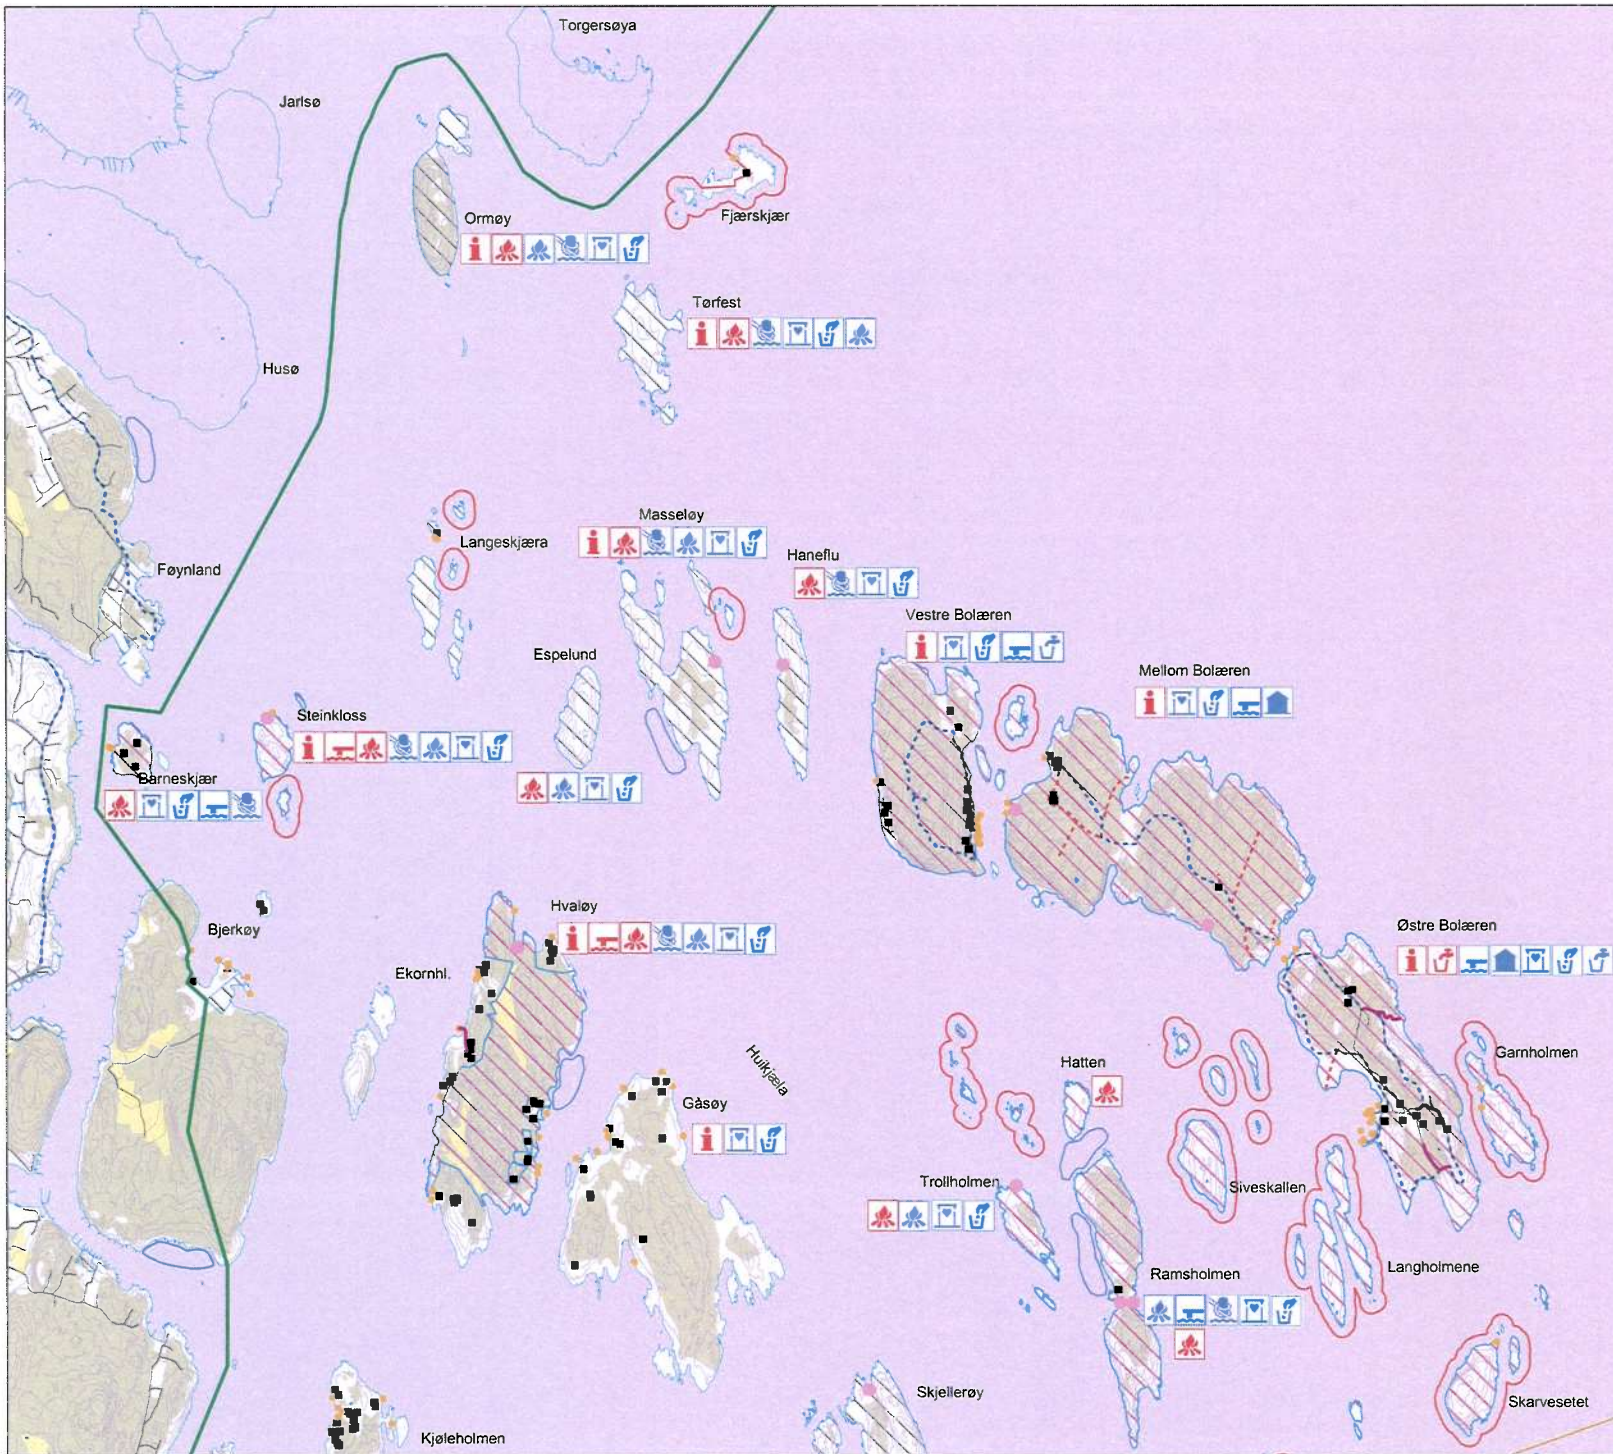 Torgersøya
Jarlsø
Ormøy
Fjærskjær
Tørfest
Husø
Masseløy
Langeskjæra
Haneflu
Føynland
Vestre Bolæren
Espelund
Mellom Bolæren
Steinkloss
Barneskjær
Hvaløy
Østre Bolæren
Bjerkøy
Ekornhl.
Huikjæla
Garnholmen
Hatten
Gåsøy
Trollholmen
Siveskallen
Langholmene
Ramsholmen
Skjellerøy
Skarvesetet
Kjøleholmen